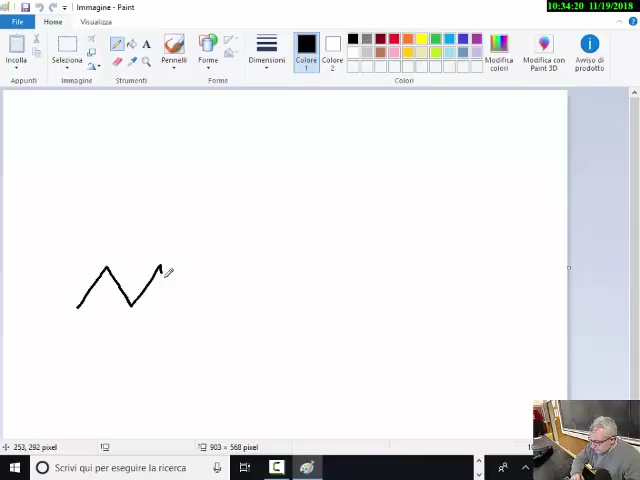 Immagine - Paint
10:34:20 11/19/2018
File Home Visualizza
Incolla Seleziona Pennelli Forme Dimensioni Colore 1 Colore 2 Modifica colori Modifica con Paint 3D Avviso di prodotto
Appunti Immagine Strumenti Forme Colori
253, 292 pixel 903 × 568 pixel
Scrivi qui per eseguire la ricerca